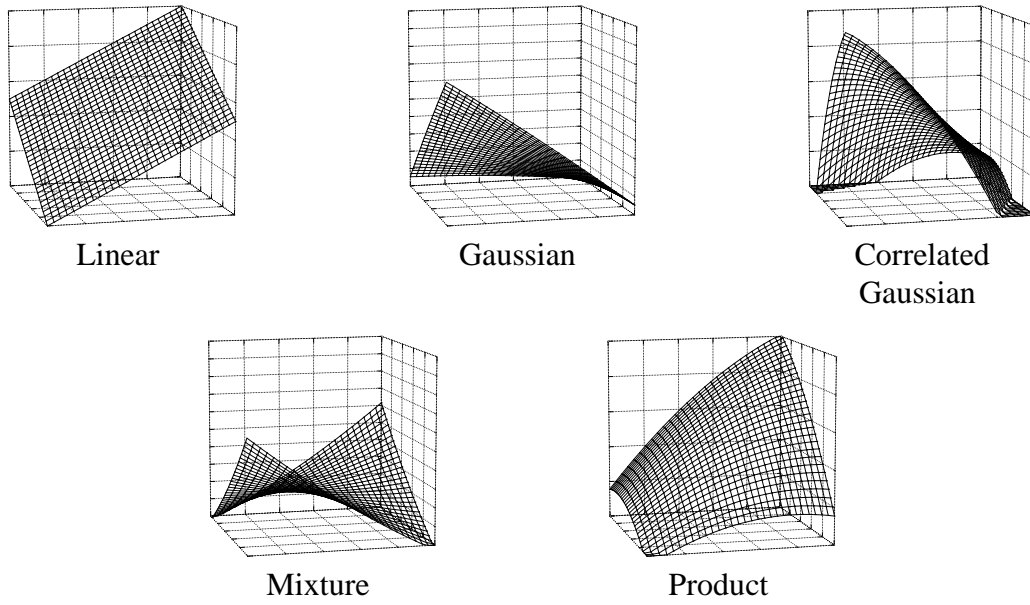 Linear
Gaussian
Correlated
Gaussian
Mixture
Product